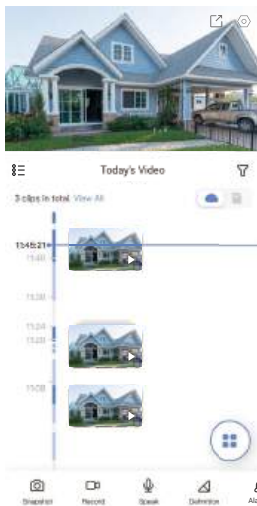 Today's Video
3 clips in total View All
11:45:21
11:40
11:30
11:24
11:20
11:08
Snapshot
Record
Speak
Definition